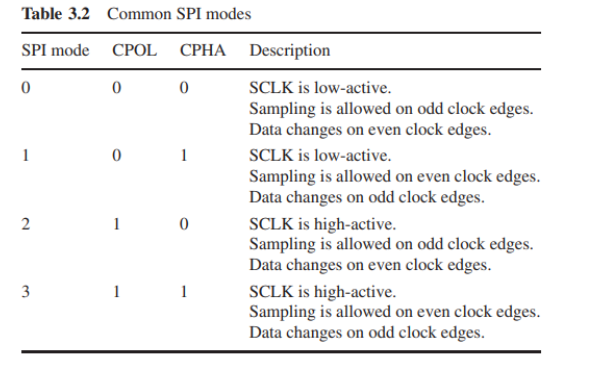 Table 3.2 Common SPI modes
SPI mode CPOL CPHA Description
0 0 0 SCLK is low-active.
Sampling is allowed on odd clock edges.
Data changes on even clock edges.
1 0 1 SCLK is low-active.
Sampling is allowed on even clock edges.
Data changes on odd clock edges.
2 1 0 SCLK is high-active.
Sampling is allowed on odd clock edges.
Data changes on even clock edges.
3 1 1 SCLK is high-active.
Sampling is allowed on even clock edges.
Data changes on odd clock edges.